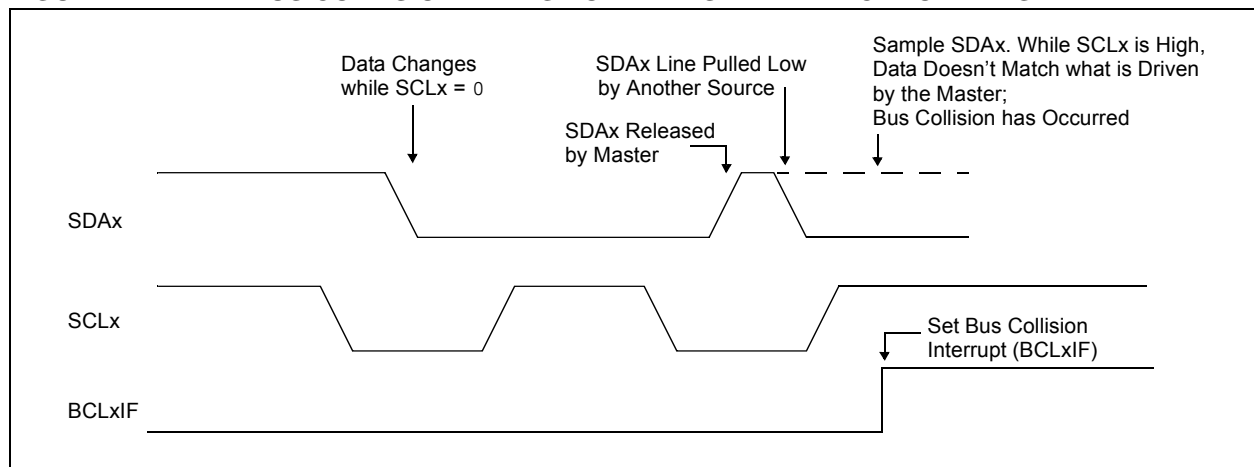 Data Changes
while SCLx = 0
SDAx Line Pulled Low
by Another Source
Sample SDAx. While SCLx is High,
Data Doesn't Match what is Driven
by the Master;
Bus Collision has Occurred
SDAx Released
by Master
SDAx
SCLx
Set Bus Collision
Interrupt (BCLxIF)
BCLxIF